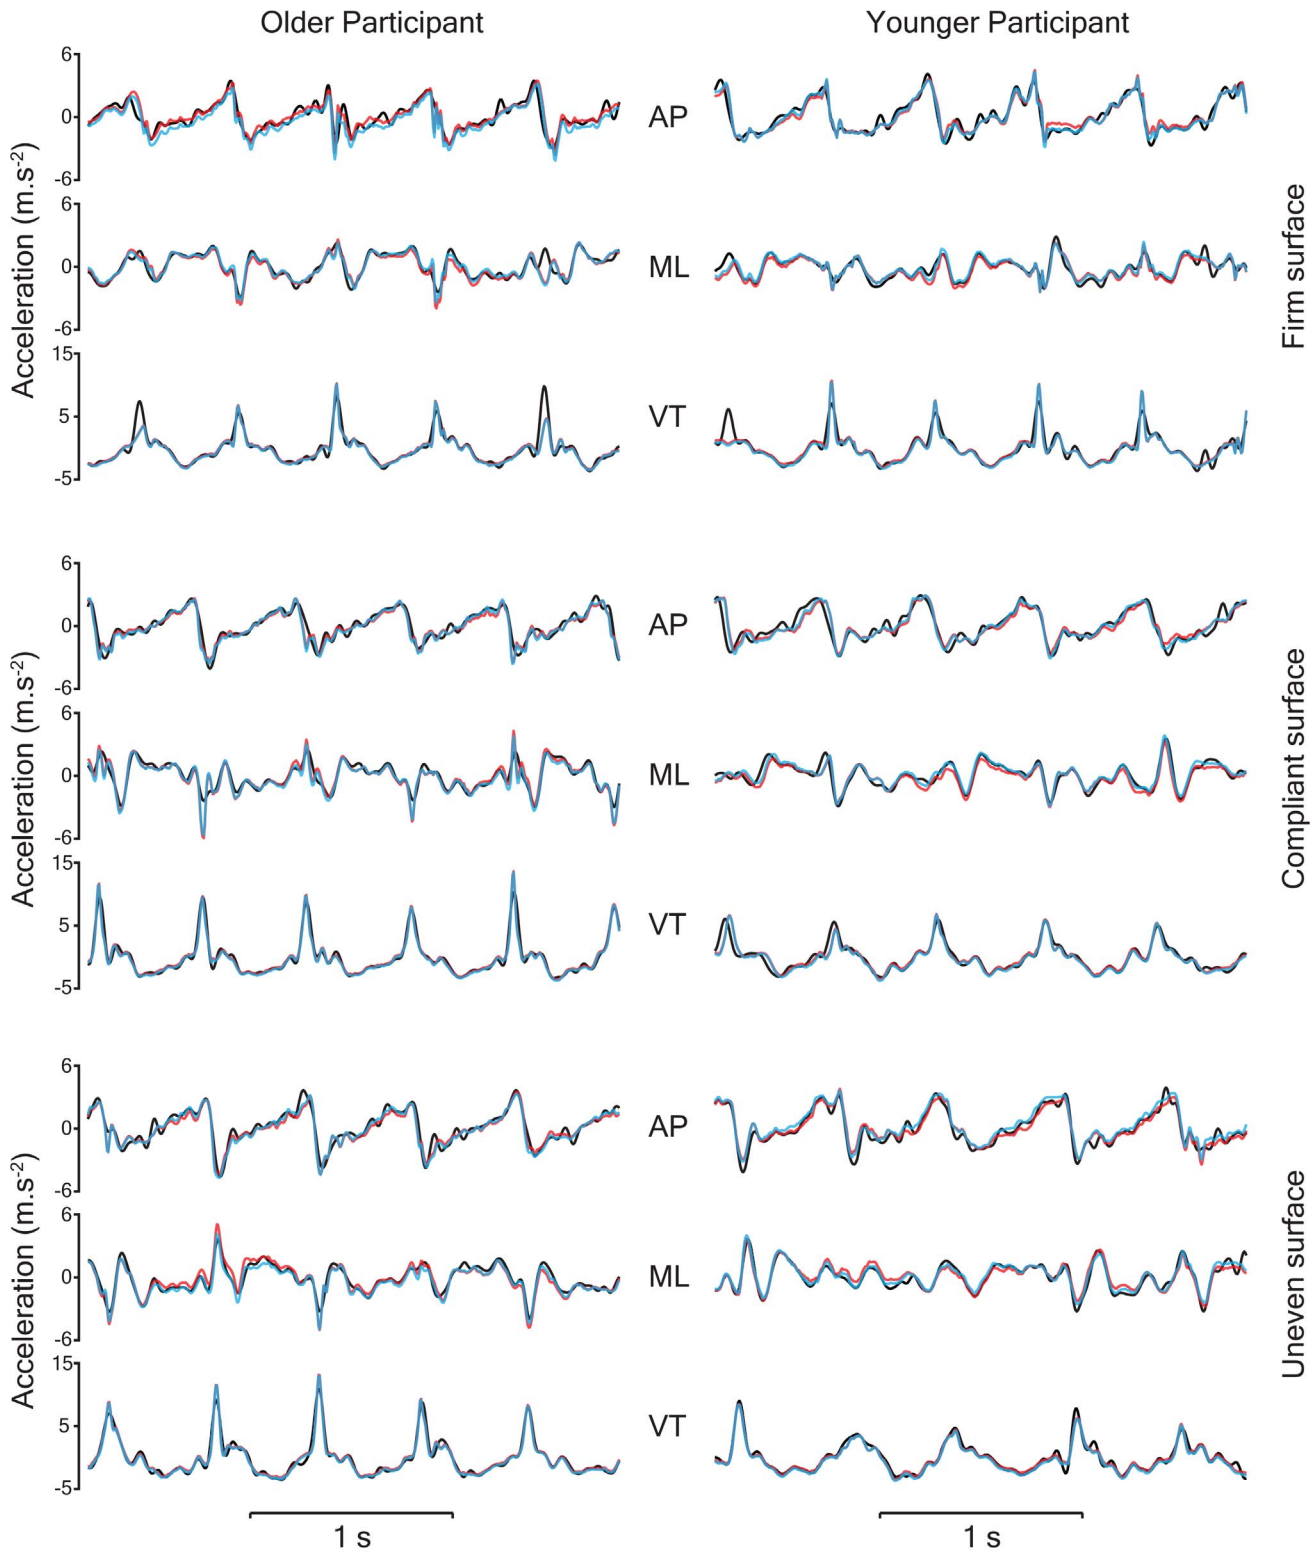 Older Participant
Younger Participant
6
0
-6
AP
6
0
-6
ML
15
5
-5
VT
Acceleration (m.s-2)
Firm surface
6
0
-6
AP
6
0
-6
ML
15
5
-5
VT
Acceleration (m.s-2)
Compliant surface
6
0
-6
AP
6
0
-6
ML
15
5
-5
VT
Acceleration (m.s-2)
Uneven surface
1 s
1 s